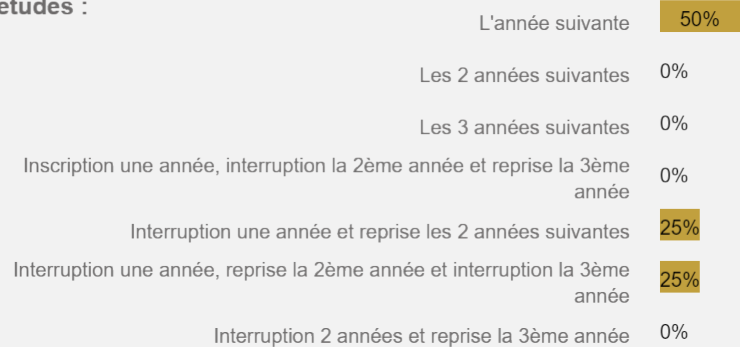 études :
L'année suivante
50%
Les 2 années suivantes
0%
Les 3 années suivantes
0%
Inscription une année, interruption la 2ème année et reprise la 3ème
année
0%
Interruption une année et reprise les 2 années suivantes
25%
Interruption une année, reprise la 2ème année et interruption la 3ème
année
25%
Interruption 2 années et reprise la 3ème année
0%